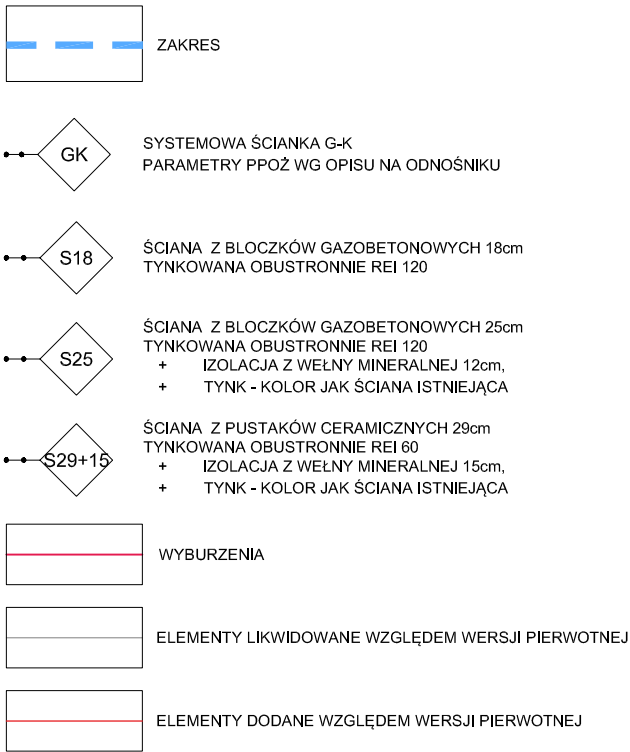 ZAKRES
GK
SYSTEMOWA ŚCIANKA G-K
PARAMETRY PPOŻ WG OPISU NA ODNOŚNIKU
S18
ŚCIANA Z BLOCZKÓW GAZOBETONOWYCH 18cm
TYNKOWANA OBUSTRONNIE REI 120
S25
ŚCIANA Z BLOCZKÓW GAZOBETONOWYCH 25cm
TYNKOWANA OBUSTRONNIE REI 120
+ IZOLACJA Z WEŁNY MINERALNEJ 12cm,
+ TYNK - KOLOR JAK ŚCIANA ISTNIEJĄCA
S29+15
ŚCIANA Z PUSTAKÓW CERAMICZNYCH 29cm
TYNKOWANA OBUSTRONNIE REI 60
+ IZOLACJA Z WEŁNY MINERALNEJ 15cm,
+ TYNK - KOLOR JAK ŚCIANA ISTNIEJĄCA
WYBURZENIA
ELEMENTY LIKWIDOWANE WZGLĘDEM WERSJI PIERWOTNEJ
ELEMENTY DODANE WZGLĘDEM WERSJI PIERWOTNEJ